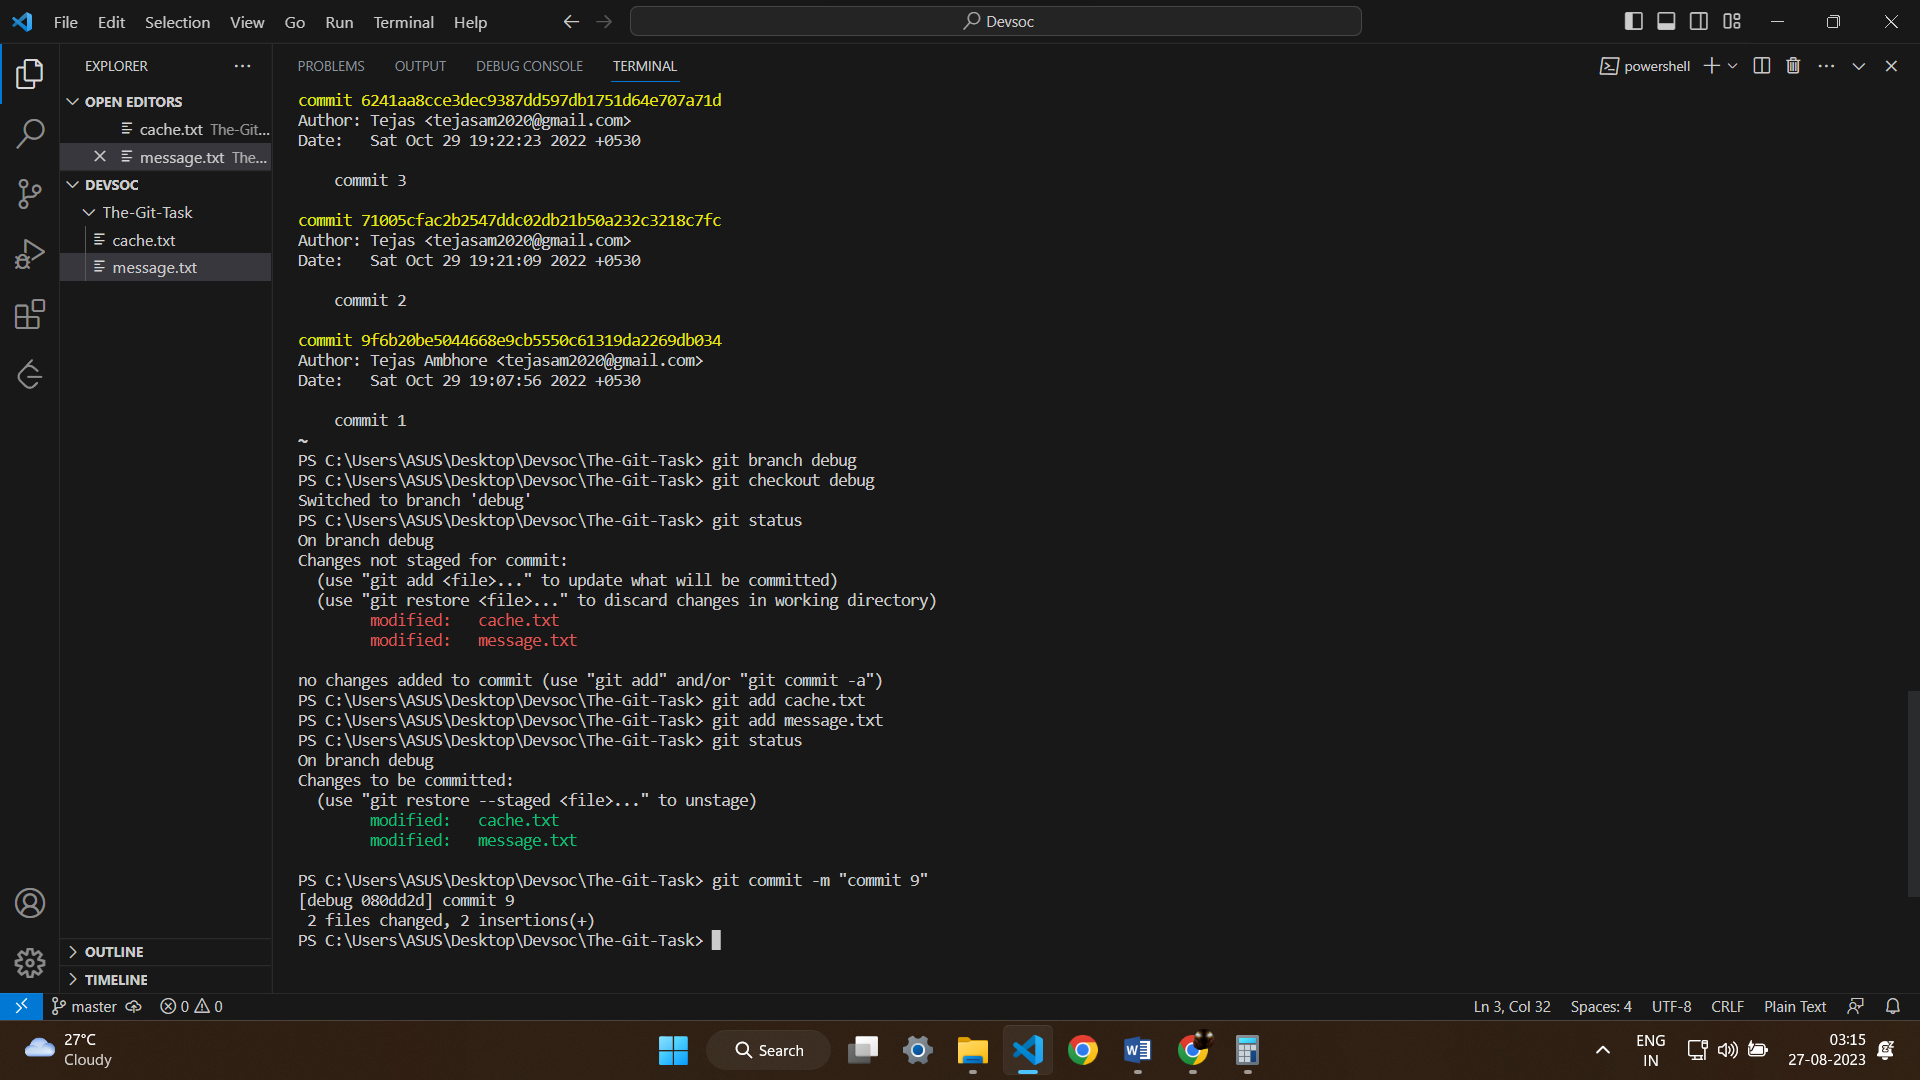 File Edit Selection View Go Run Terminal Help
Devsoc
EXPLORER
OPEN EDITORS
cache.txt The-Git...
message.txt The...
DEVSOC
The-Git-Task
cache.txt
message.txt
OUTLINE
TIMELINE
PROBLEMS OUTPUT DEBUG CONSOLE TERMINAL
powershell
commit 6241aa8cce3dec9387dd597db1751d64e707a71d
Author: Tejas <tejasam2020@gmail.com>
Date:   Sat Oct 29 19:22:23 2022 +0530
commit 3
commit 71005cfac2b2547ddc02db21b50a232c3218c7fc
Author: Tejas <tejasam2020@gmail.com>
Date:   Sat Oct 29 19:21:09 2022 +0530
commit 2
commit 9f6b20be5044668e9cb5550c61319da2269db034
Author: Tejas Ambhore <tejasam2020@gmail.com>
Date:   Sat Oct 29 19:07:56 2022 +0530
commit 1
~
PS C:\Users\ASUS\Desktop\Devsoc\The-Git-Task> git branch debug
PS C:\Users\ASUS\Desktop\Devsoc\The-Git-Task> git checkout debug
Switched to branch 'debug'
PS C:\Users\ASUS\Desktop\Devsoc\The-Git-Task> git status
On branch debug
Changes not staged for commit:
(use "git add <file>..." to update what will be committed)
(use "git restore <file>..." to discard changes in working directory)
modified:   cache.txt
modified:   message.txt
no changes added to commit (use "git add" and/or "git commit -a")
PS C:\Users\ASUS\Desktop\Devsoc\The-Git-Task> git add cache.txt
PS C:\Users\ASUS\Desktop\Devsoc\The-Git-Task> git add message.txt
PS C:\Users\ASUS\Desktop\Devsoc\The-Git-Task> git status
On branch debug
Changes to be committed:
(use "git restore --staged <file>..." to unstage)
modified:   cache.txt
modified:   message.txt
PS C:\Users\ASUS\Desktop\Devsoc\The-Git-Task> git commit -m "commit 9"
[debug 080dd2d] commit 9
2 files changed, 2 insertions(+)
PS C:\Users\ASUS\Desktop\Devsoc\The-Git-Task>
master 0 0
Ln 3, Col 32 Spaces: 4 UTF-8 CRLF Plain Text
27°C
Cloudy
Search
ENG
IN
03:15
27-08-2023